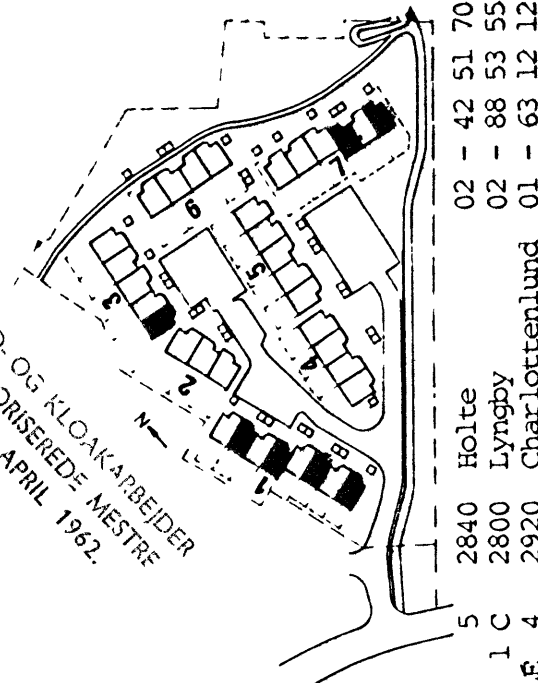 D- OG KLOAKARBEJDER
ORISEREDE MESTRE
APRIL 1962.
N
1
2
3
4
5
6
7
5 2840 Holte 02 - 42 51 70
1 C 2800 Lyngby 02 - 88 53 55
4 2920 Charlottenlund 01 - 63 12 12